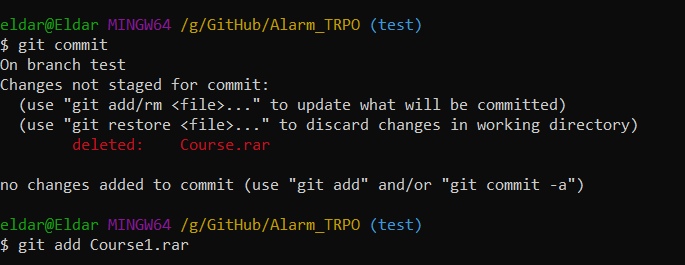 eldar@Eldar MINGW64 /g/GitHub/Alarm_TRPO (test)
$ git commit
On branch test
Changes not staged for commit:
  (use "git add/rm <file>..." to update what will be committed)
  (use "git restore <file>..." to discard changes in working directory)
        deleted:    Course.rar

no changes added to commit (use "git add" and/or "git commit -a")

eldar@Eldar MINGW64 /g/GitHub/Alarm_TRPO (test)
$ git add Course1.rar